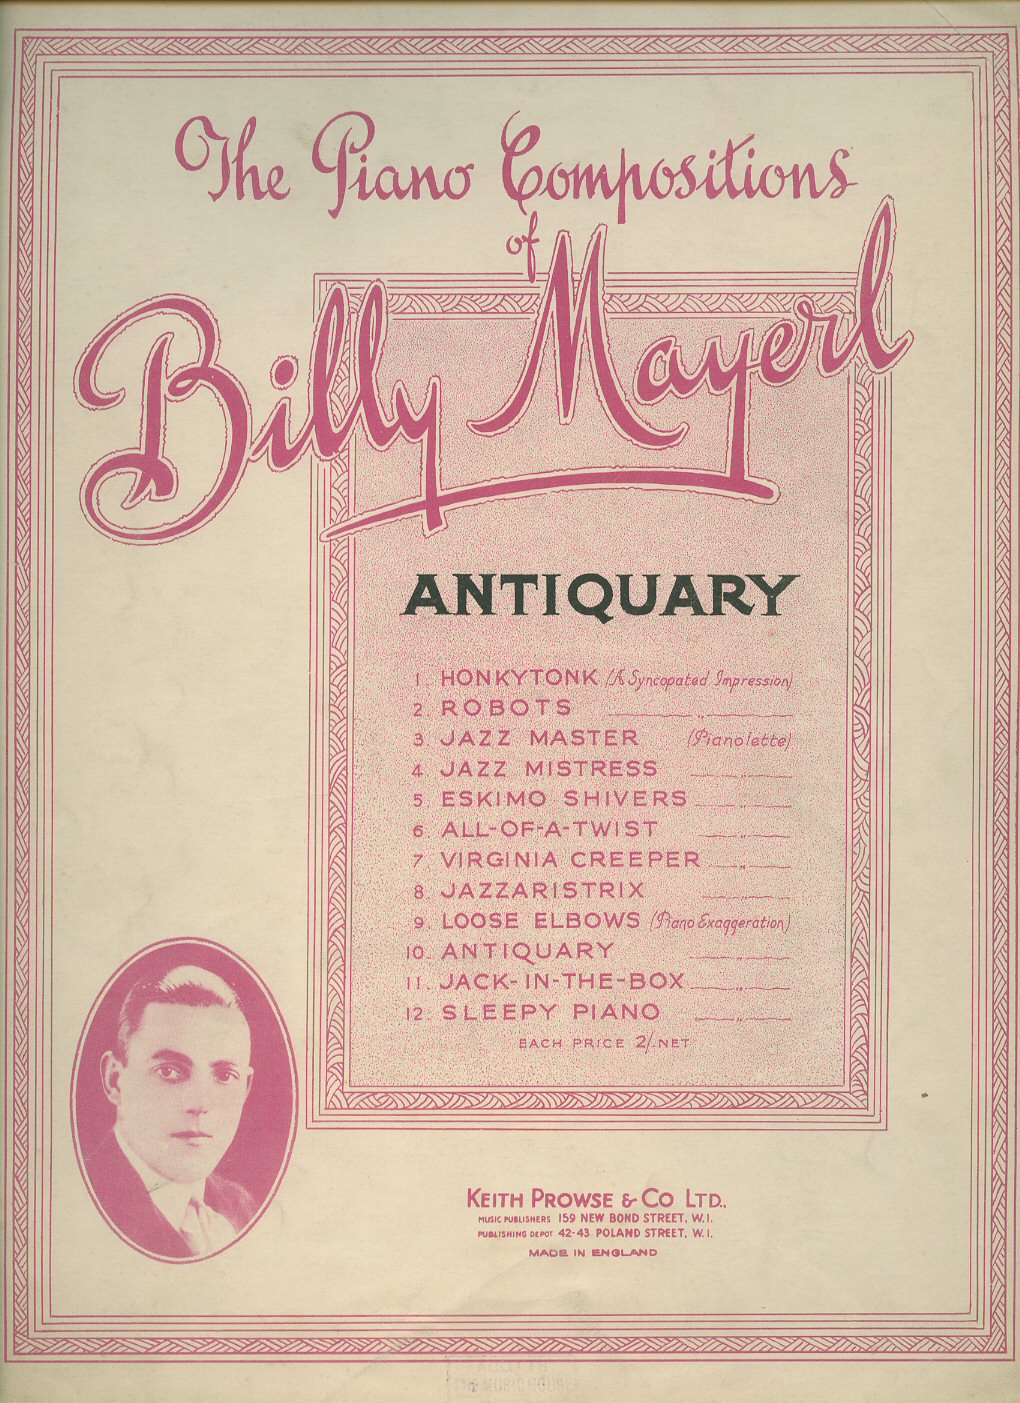 The Piano Compositions
of
Billy Mayerl
ANTIQUARY
1. HONKYTONK (A Syncopated Impression)
2. ROBOTS „
3. JAZZ MASTER (Pianolette)
4. JAZZ MISTRESS „
5. ESKIMO SHIVERS „
6. ALL-OF-A-TWIST „
7. VIRGINIA CREEPER „
8. JAZZARISTRIX „
9. LOOSE ELBOWS (Piano Exaggeration)
10. ANTIQUARY „
11. JACK-IN-THE-BOX „
12. SLEEPY PIANO „
EACH PRICE 2/- NET
KEITH PROWSE & CO LTD.,
MUSIC PUBLISHERS 159 NEW BOND STREET, W.1.
PUBLISHING DEPOT 42-43 POLAND STREET, W.1.
MADE IN ENGLAND
THE MUSIC HOUSE